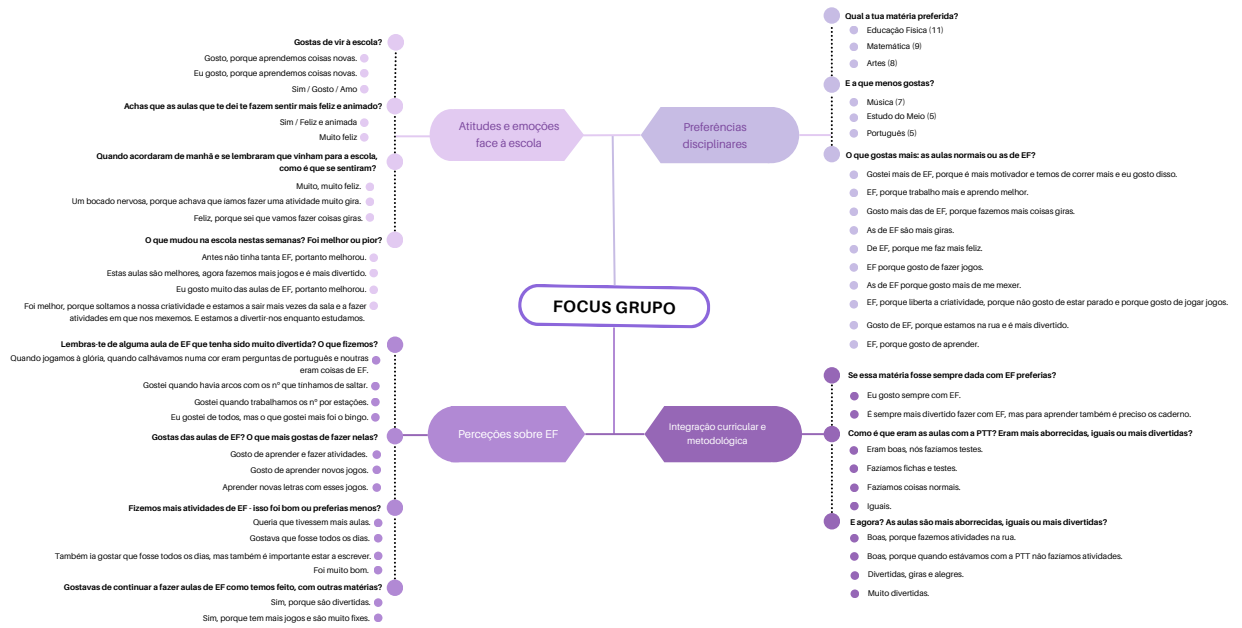 FOCUS GRUPO
Atitudes e emoções
face à escola
Gostas de vir à escola?
Gosto, porque aprendemos coisas novas.
Eu gosto, porque aprendemos coisas novas.
Sim / Gosto / Amo
Achas que as aulas que te dei te fazem sentir mais feliz e animado?
Sim / Feliz e animada
Muito feliz
Quando acordaram de manhã e se lembraram que vinham para a escola,
como é que se sentiram?
Muito, muito feliz.
Um bocado nervosa, porque achava que íamos fazer uma atividade muito gira.
Feliz, porque sei que vamos fazer coisas giras.
O que mudou na escola nestas semanas? Foi melhor ou pior?
Antes não tinha tanta EF, portanto melhorou.
Estas aulas são melhores, agora fazemos mais jogos e é mais divertido.
Eu gosto muito das aulas de EF, portanto melhorou.
Foi melhor, porque soltamos a nossa criatividade e estamos a sair mais vezes da sala e a fazer
atividades em que nos mexemos. E estamos a divertir-nos enquanto estudamos.
Preferências
disciplinares
Qual a tua matéria preferida?
Educação Física (11)
Matemática (9)
Artes (8)
E a que menos gostas?
Música (7)
Estudo do Meio (5)
Português (5)
O que gostas mais: as aulas normais ou as de EF?
Gostei mais de EF, porque é mais motivador e temos de correr mais e eu gosto disso.
EF, porque trabalho mais e aprendo melhor.
Gosto mais das de EF, porque fazemos mais coisas giras.
As de EF são mais giras.
De EF, porque me faz mais feliz.
EF porque gosto de fazer jogos.
As de EF porque gosto mais de me mexer.
EF, porque liberta a criatividade, porque não gosto de estar parado e porque gosto de jogar jogos.
Gosto de EF, porque estamos na rua e é mais divertido.
EF, porque gosto de aprender.
Perceções sobre EF
Lembras-te de alguma aula de EF que tenha sido muito divertida? O que fizemos?
Quando jogamos à glória, quando calhávamos numa cor eram perguntas de português e noutras
eram coisas de EF.
Gostei quando havia arcos com os nº que tínhamos de saltar.
Gostei quando trabalhamos os nº por estações.
Eu gostei de todos, mas o que gostei mais foi o bingo.
Gostas das aulas de EF? O que mais gostas de fazer nelas?
Gosto de aprender e fazer atividades.
Gosto de aprender novos jogos.
Aprender novas letras com esses jogos.
Fizemos mais atividades de EF - isso foi bom ou preferias menos?
Queria que tivessem mais aulas.
Gostava que fosse todos os dias.
Também ia gostar que fosse todos os dias, mas também é importante estar a escrever.
Foi muito bom.
Gostavas de continuar a fazer aulas de EF como temos feito, com outras matérias?
Sim, porque são divertidas.
Sim, porque tem mais jogos e são muito fixes.
Integração curricular e
metodológica
Se essa matéria fosse sempre dada com EF preferias?
Eu gosto sempre com EF.
É sempre mais divertido fazer com EF, mas para aprender também é preciso os caderno.
Como é que eram as aulas com a PTT? Eram mais aborrecidas, iguais ou mais divertidas?
Eram boas, nós fazíamos testes.
Fazíamos fichas e testes.
Fazíamos coisas normais.
Iguais.
E agora? As aulas são mais aborrecidas, iguais ou mais divertidas?
Boas, porque fazemos atividades na rua.
Boas, porque quando estávamos com a PTT não fazíamos atividades.
Divertidas, giras e alegres.
Muito divertidas.